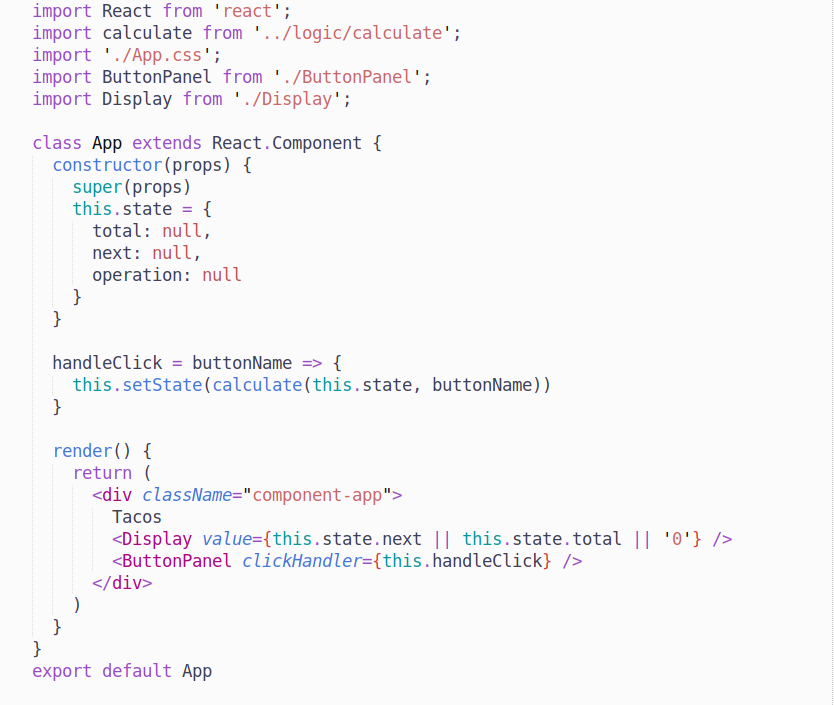 import React from 'react';
import calculate from '../logic/calculate';
import './App.css';
import ButtonPanel from './ButtonPanel';
import Display from './Display';

class App extends React.Component {
  constructor(props) {
    super(props)
    this.state = {
      total: null,
      next: null,
      operation: null
    }
  }

  handleClick = buttonName => {
    this.setState(calculate(this.state, buttonName))
  }

  render() {
    return (
      <div className="component-app">
        Tacos
        <Display value={this.state.next || this.state.total || '0'} />
        <ButtonPanel clickHandler={this.handleClick} />
      </div>
    )
  }
}
export default App